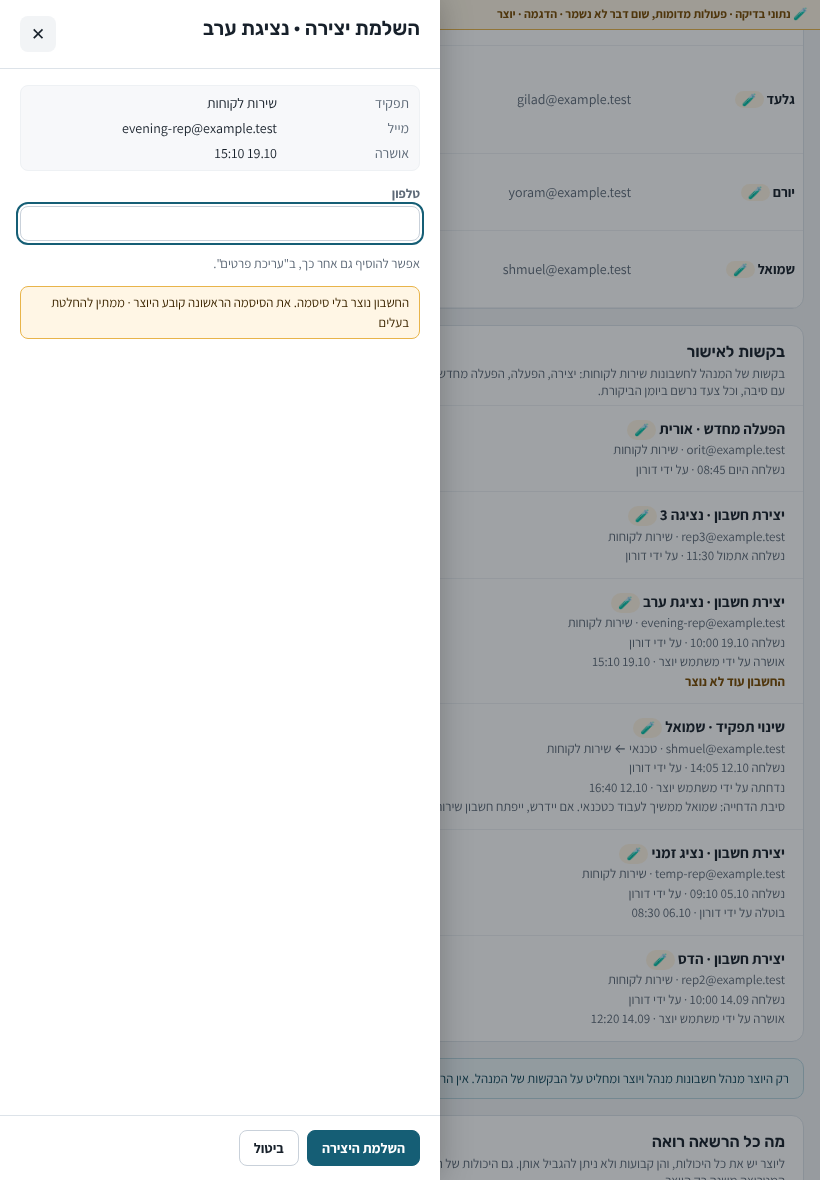 🧪 נתוני בדיקה · פעולות מדומות, שום דבר לא נשמר · הדגמה · יוצר
השלמת יצירה • נציגת ערב
✕
תפקיד שירות לקוחות
מייל evening-rep@example.test
אושרה 19.10 15:10
טלפון
אפשר להוסיף גם אחר כך, ב"עריכת פרטים".
החשבון נוצר בלי סיסמה. את הסיסמה הראשונה קובע היוצר · ממתין להחלטת
בעלים
השלמת היצירה
ביטול
גלעד 🧪 gilad@example.test
יורם 🧪 yoram@example.test
שמואל 🧪 shmuel@example.test
בקשות לאישור
בקשות של המנהל לחשבונות שירות לקוחות: יצירה, הפעלה, הפעלה מחדש
עם סיבה, וכל צעד נרשם ביומן הביקורת.
הפעלה מחדש · אורית 🧪
orit@example.test · שירות לקוחות
נשלחה היום 08:45 · על ידי דורון
יצירת חשבון · נציגה 3 🧪
rep3@example.test · שירות לקוחות
נשלחה אתמול 11:30 · על ידי דורון
יצירת חשבון · נציגת ערב 🧪
evening-rep@example.test · שירות לקוחות
נשלחה 19.10 10:00 · על ידי דורון
אושרה על ידי משתמש יוצר · 19.10 15:10
החשבון עוד לא נוצר
שינוי תפקיד · שמואל 🧪
shmuel@example.test · טכנאי ← שירות לקוחות
נשלחה 12.10 14:05 · על ידי דורון
נדחתה על ידי משתמש יוצר · 12.10 16:40
סיבת הדחייה: שמואל ממשיך לעבוד כטכנאי. אם יידרש, ייפתח חשבון
יצירת חשבון · נציג זמני 🧪
temp-rep@example.test · שירות לקוחות
נשלחה 05.10 09:10 · על ידי דורון
בוטלה על ידי דורון · 06.10 08:30
יצירת חשבון · הדס 🧪
rep2@example.test · שירות לקוחות
נשלחה 14.09 10:00 · על ידי דורון
אושרה על ידי משתמש יוצר · 14.09 12:20
רק היוצר מנהל חשבונות מנהל ויוצר ומחליט על הבקשות של המנהל. אין
מה כל הרשאה רואה
ליוצר יש את כל היכולות, והן קבועות ולא ניתן להגביל אותן. גם היכולות של